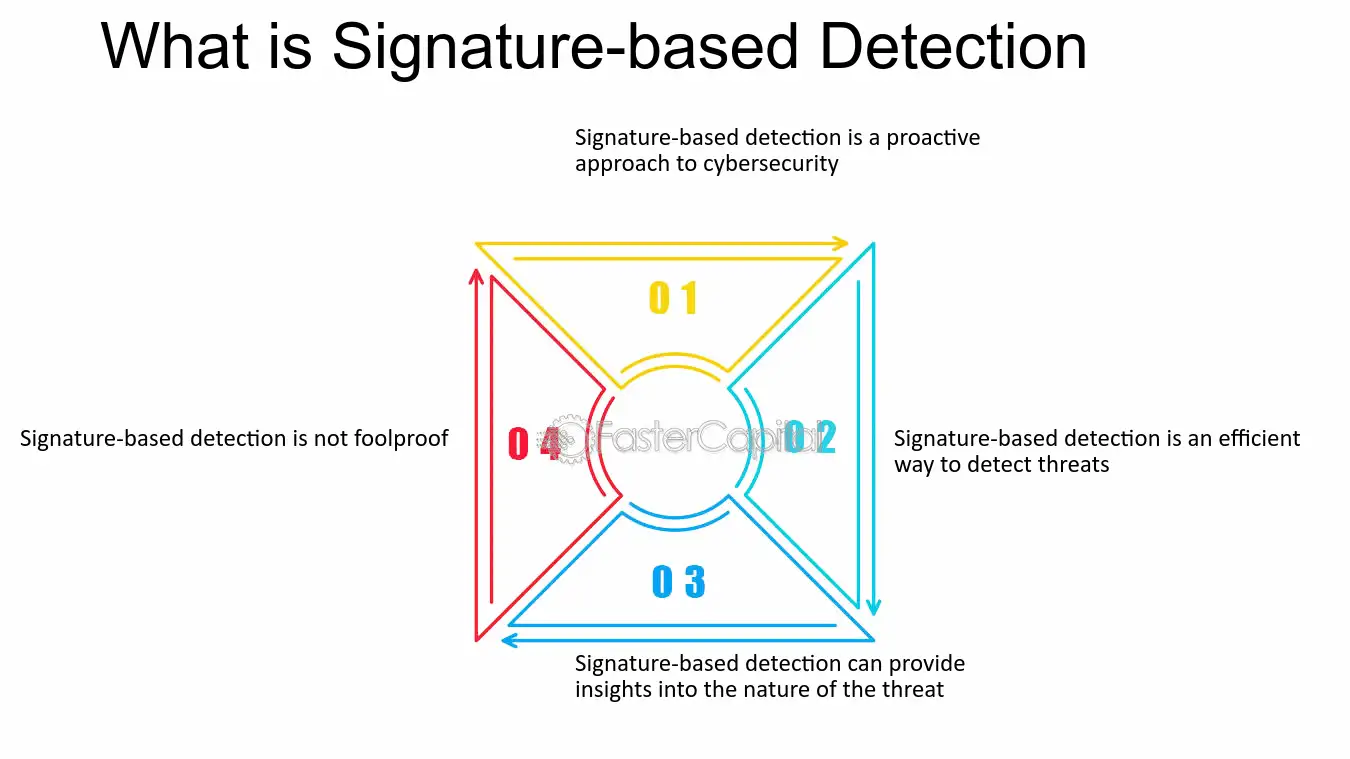 What is Signature-based Detection
Signature-based detection is a proactive
approach to cybersecurity
01
02
Signature-based detection is an efficient
way to detect threats
03
Signature-based detection can provide
insights into the nature of the threat
04
Signature-based detection is not foolproof
FasterCapital